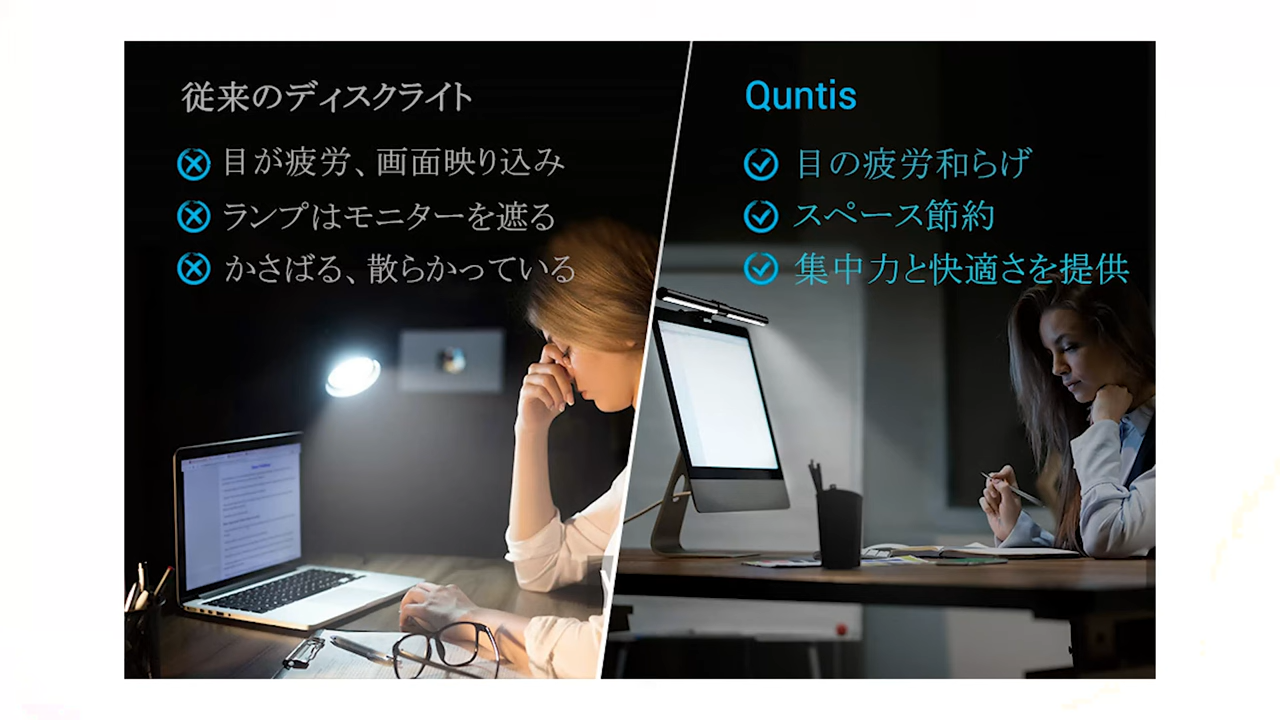 従来のディスクライト
目が疲労、画面映り込み
ランプはモニターを遮る
かさばる、散らかっている
Quntis
目の疲労和らげ
スペース節約
集中力と快適さを提供